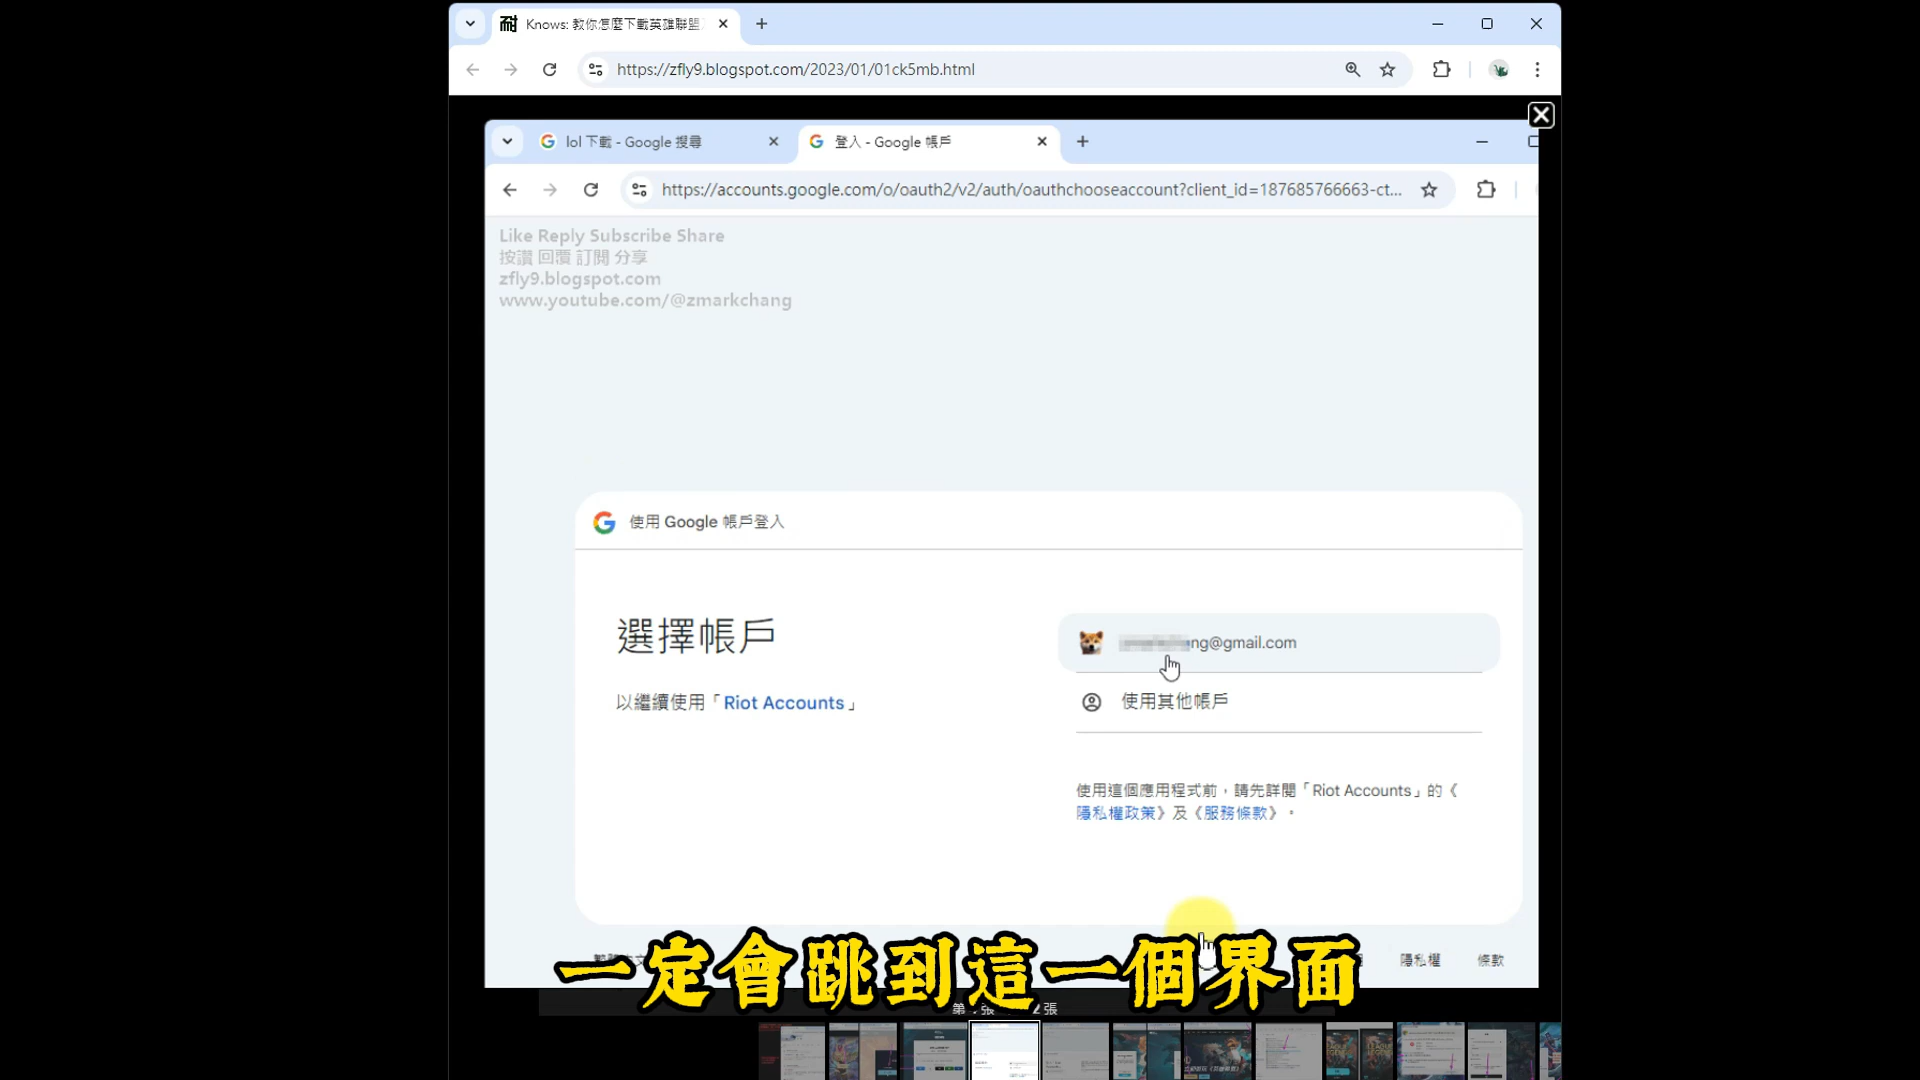 Knows: 教你怎麼下載英雄聯盟
https://zfly9.blogspot.com/2023/01/01ck5mb.html
lol 下載 - Google 搜尋
登入 - Google 帳戶
https://accounts.google.com/o/oauth2/v2/auth/oauthchooseaccount?client_id=187685766663-ct...
Like Reply Subscribe Share
按讚 回覆 訂閱 分享
zfly9.blogspot.com
www.youtube.com/@zmarkchang
使用 Google 帳戶登入
選擇帳戶
以繼續使用「Riot Accounts」
ng@gmail.com
使用其他帳戶
使用這個應用程式前，請先詳閱「Riot Accounts」的《
隱私權政策》及《服務條款》。
隱私權
條款
一定會跳到這一個界面